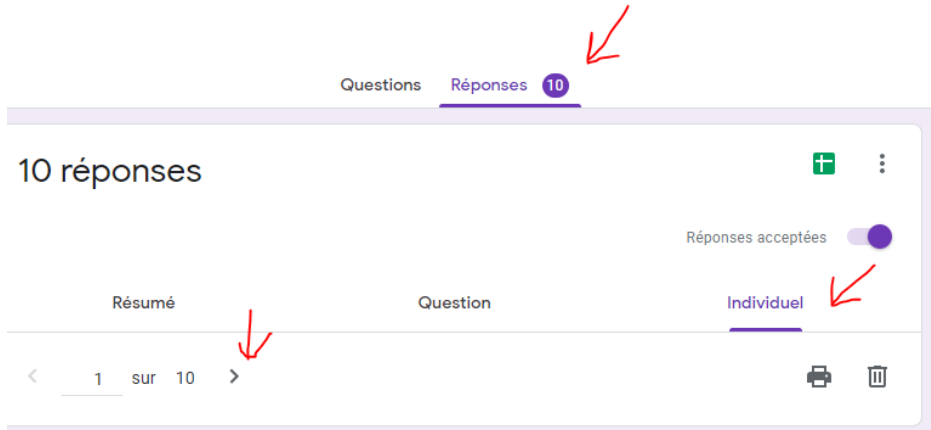 Questions Réponses 10
10 réponses
Réponses acceptées
Résumé Question Individuel
1 sur 10